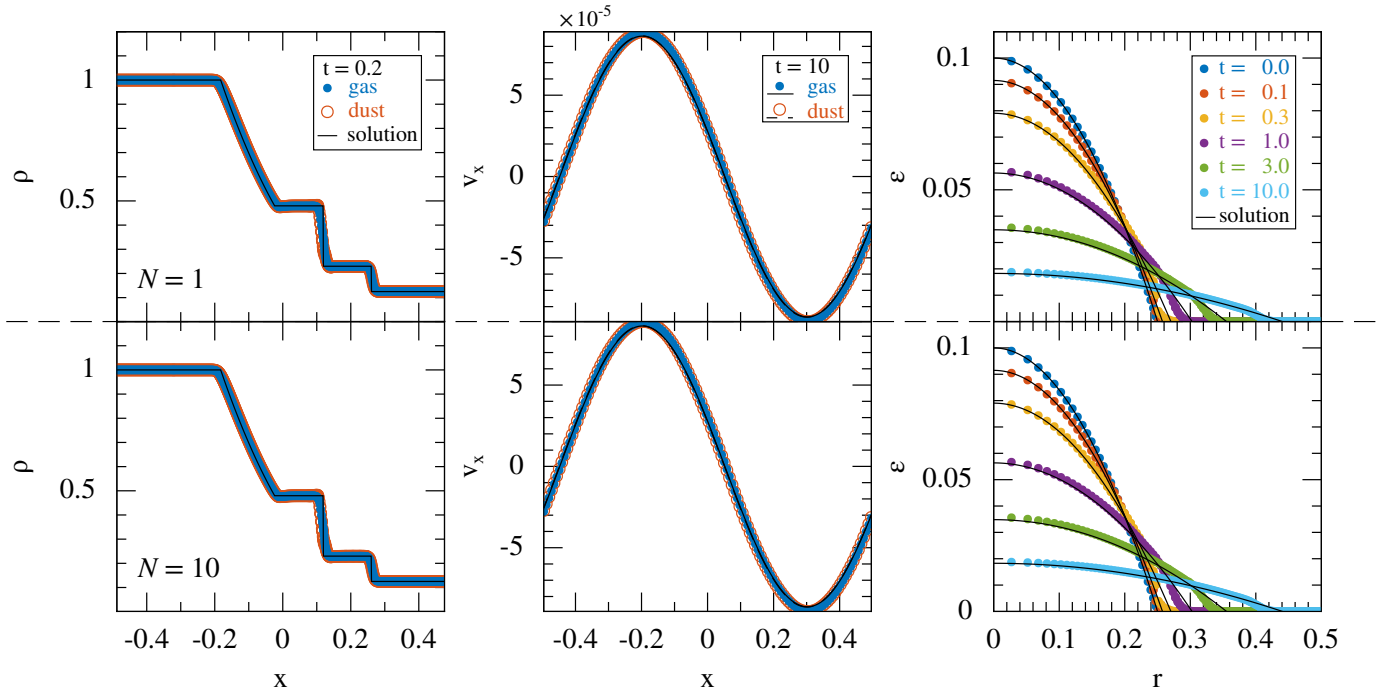 ×10⁻⁵
ρ
1
0.5
t = 0.2
gas
dust
solution
N = 1
v_x
5
0
-5
t = 10
gas
dust
ε
0.1
0.05
t = 0.0
t = 0.1
t = 0.3
t = 1.0
t = 3.0
t = 10.0
solution
ρ
1
0.5
N = 10
-0.4
-0.2
0
0.2
0.4
x
v_x
5
0
-5
-0.4
-0.2
0
0.2
0.4
x
ε
0.1
0.05
0
0
0.1
0.2
0.3
0.4
0.5
r